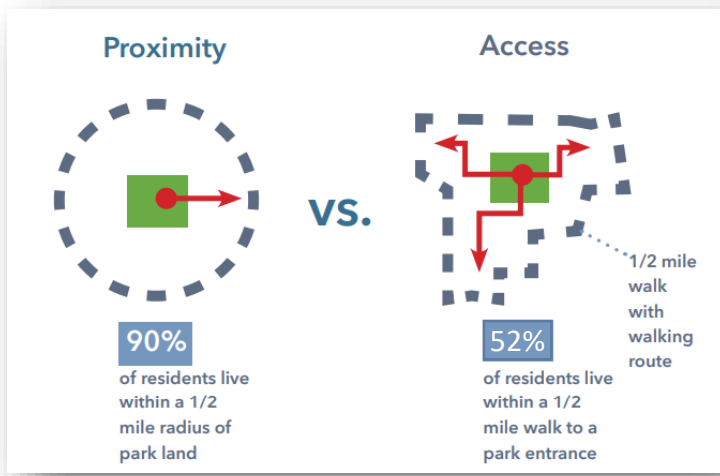 Proximity
Access
vs.
90%
of residents live
within a 1/2
mile radius of
park land
52%
of residents live
within a 1/2
mile walk to a
park entrance
1/2 mile
walk
with
walking
route